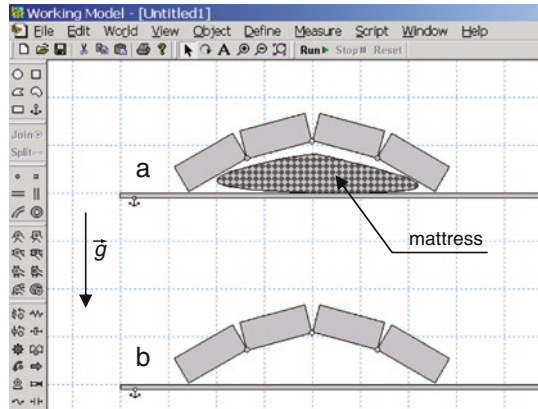 Working Model - [Untitled1]
File Edit World View Object Define Measure Script Window Help
A Run Stop Reset
Join
Split
a
mattress
g
b